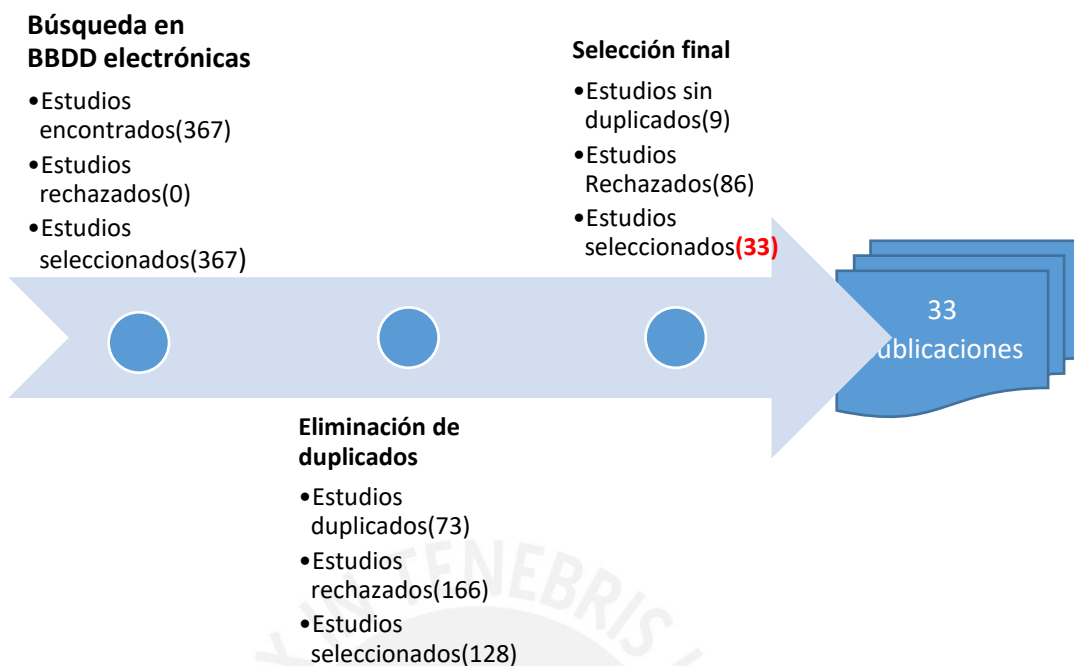 Búsqueda en
BBDD electrónicas
•Estudios
encontrados(367)
•Estudios
rechazados(0)
•Estudios
seleccionados(367)
Eliminación de
duplicados
•Estudios
duplicados(73)
•Estudios
rechazados(166)
•Estudios
seleccionados(128)
Selección final
•Estudios sin
duplicados(9)
•Estudios
Rechazados(86)
•Estudios
seleccionados(33)
33
ublicaciones
IN TENEBRIS